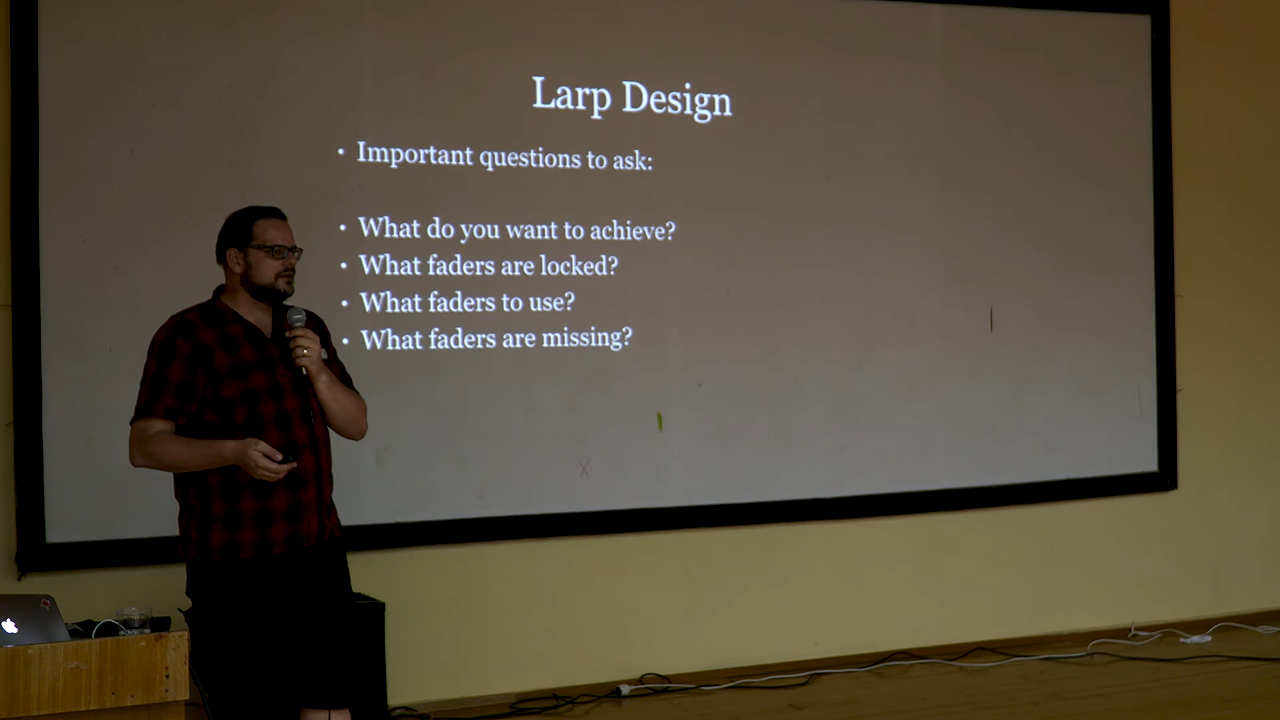 Larp Design
• Important questions to ask:
• What do you want to achieve?
• What faders are locked?
• What faders to use?
• What faders are missing?